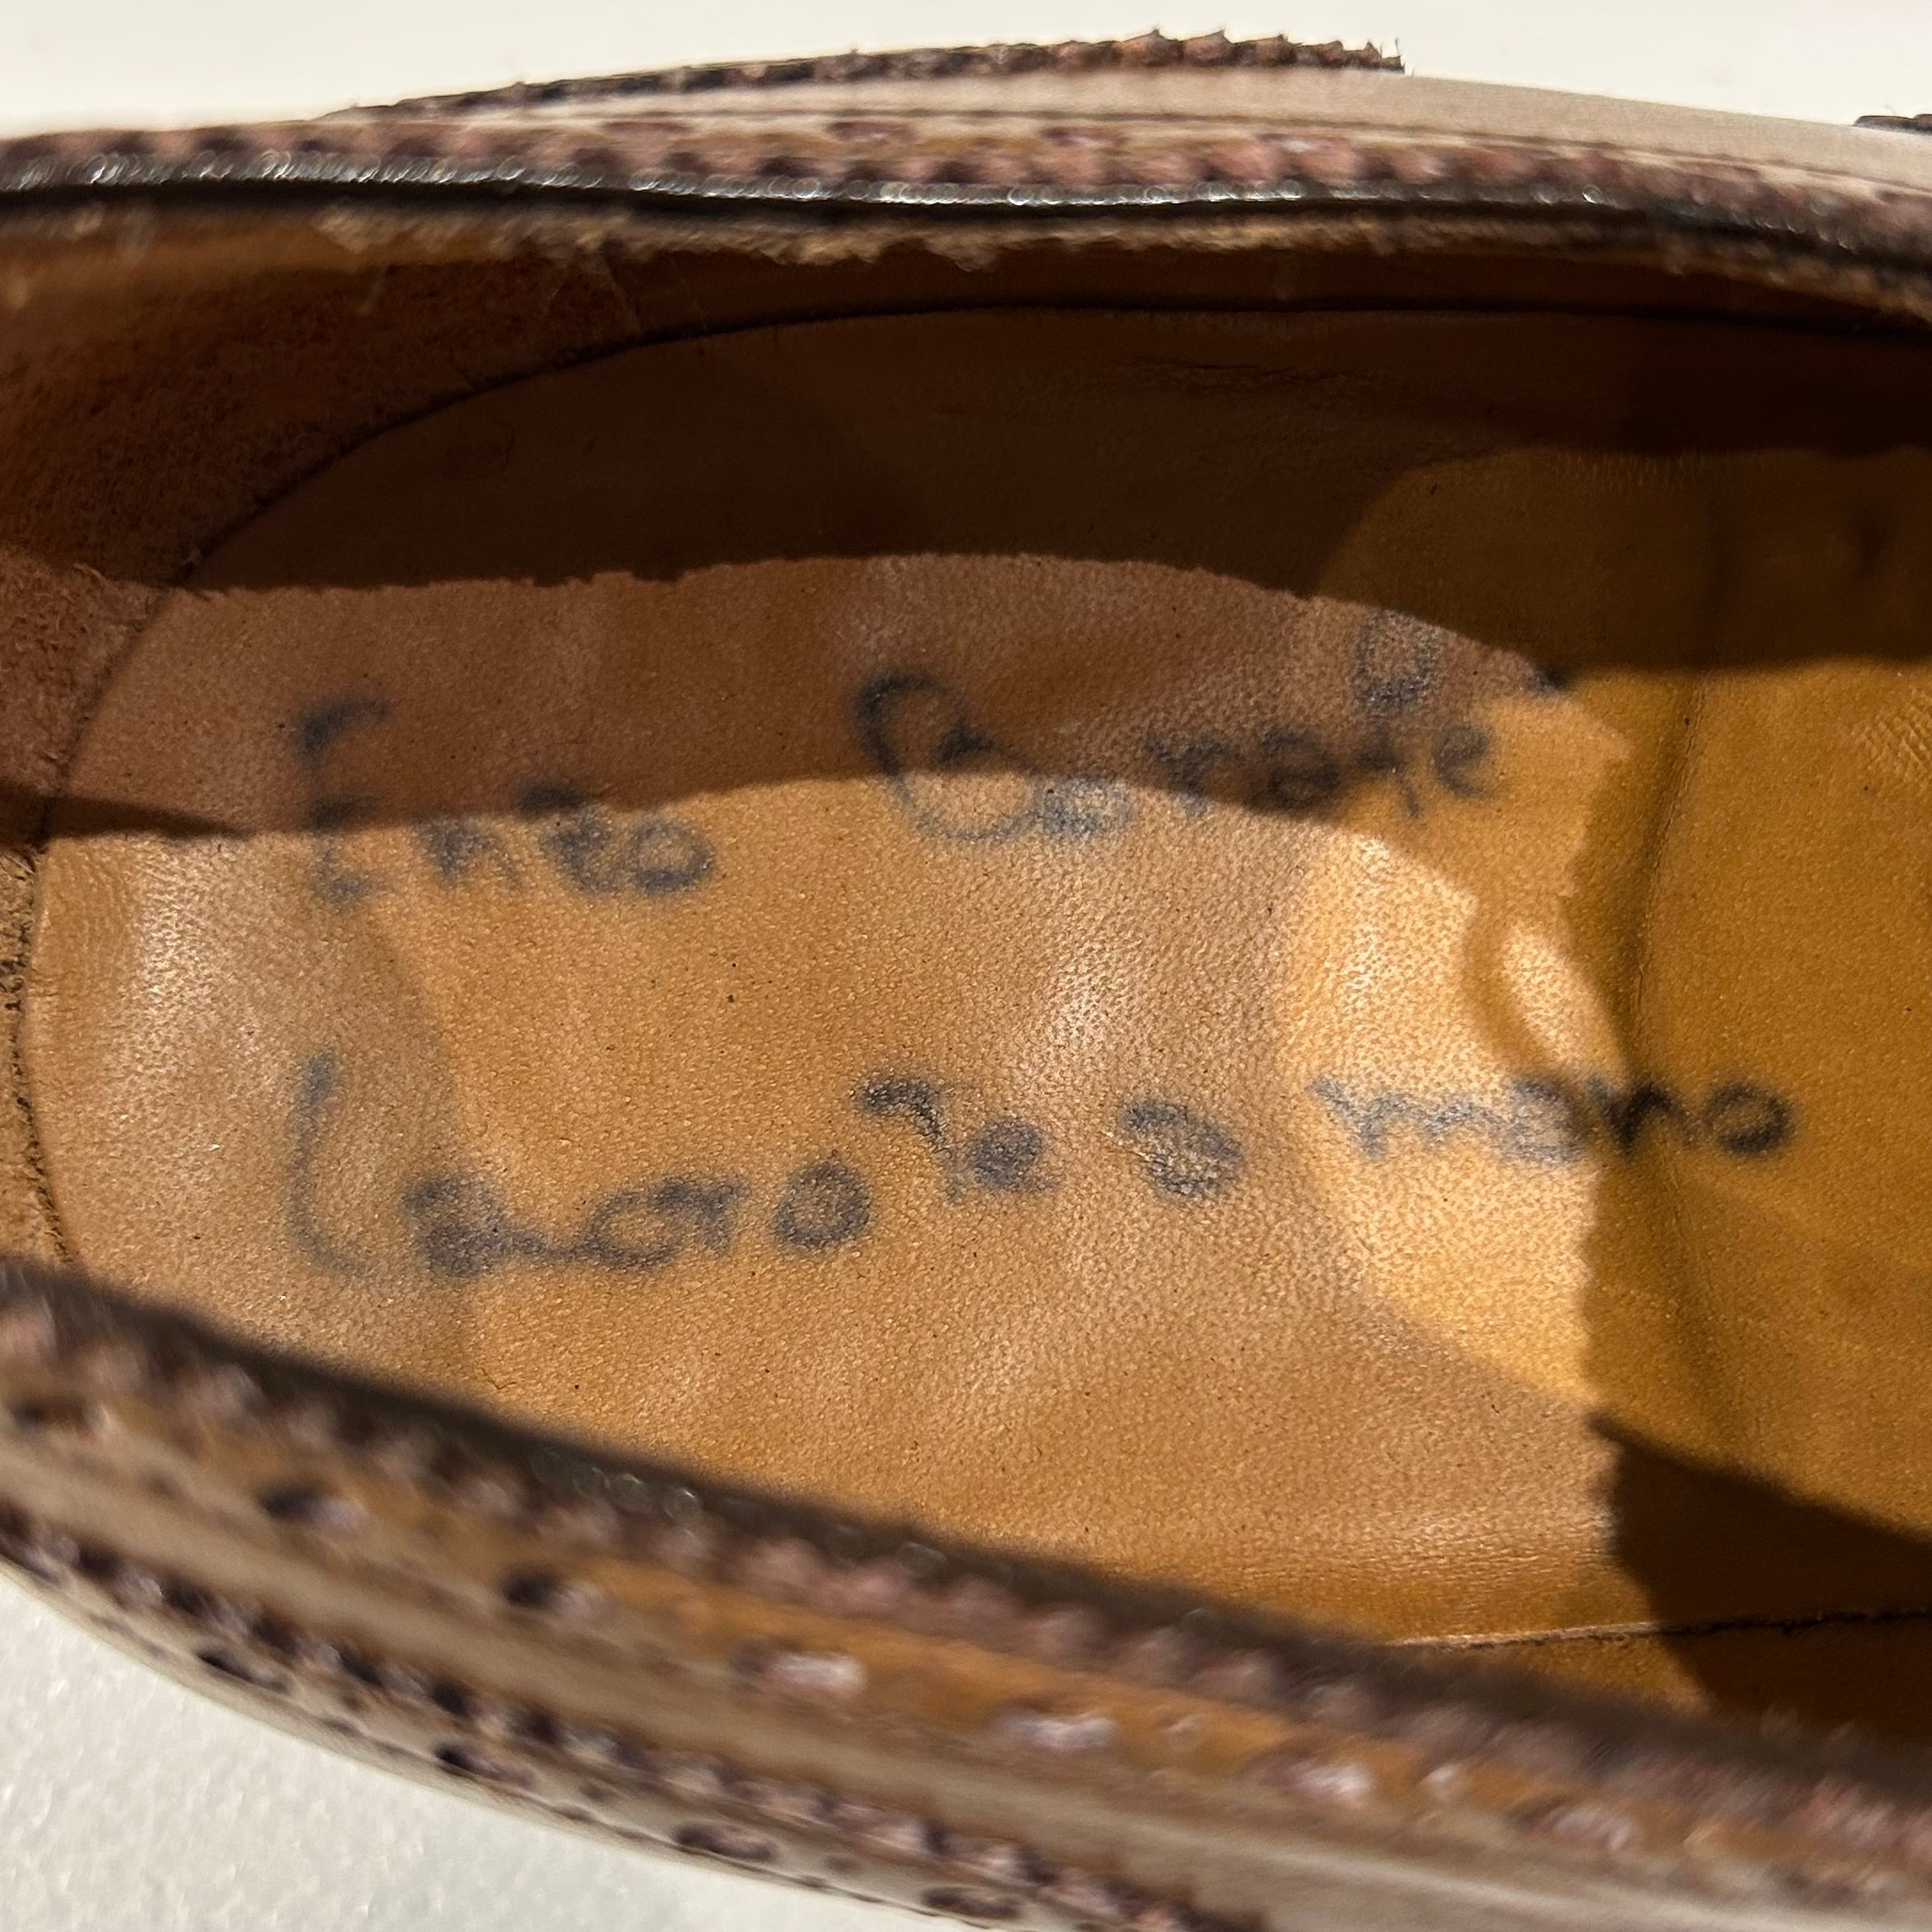 Enzo Bonafè
Lavorato a mano